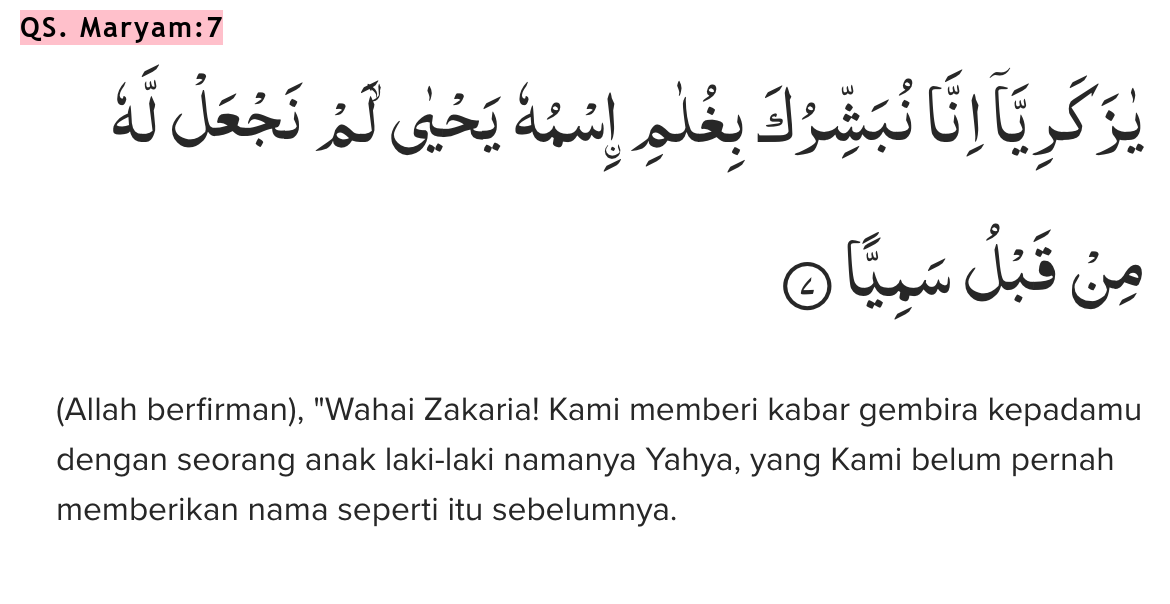 QS. Maryam:7
يٰزَكَرِيَّآ اِنَّا نُبَشِّرُكَ بِغُلٰمِ ۨاِسْمُهٗ يَحْيٰىۙ لَمْ نَجْعَلْ لَّهٗ
مِنْ قَبْلُ سَمِيًّا ٧
(Allah berfirman), "Wahai Zakaria! Kami memberi kabar gembira kepadamu
dengan seorang anak laki-laki namanya Yahya, yang Kami belum pernah
memberikan nama seperti itu sebelumnya.